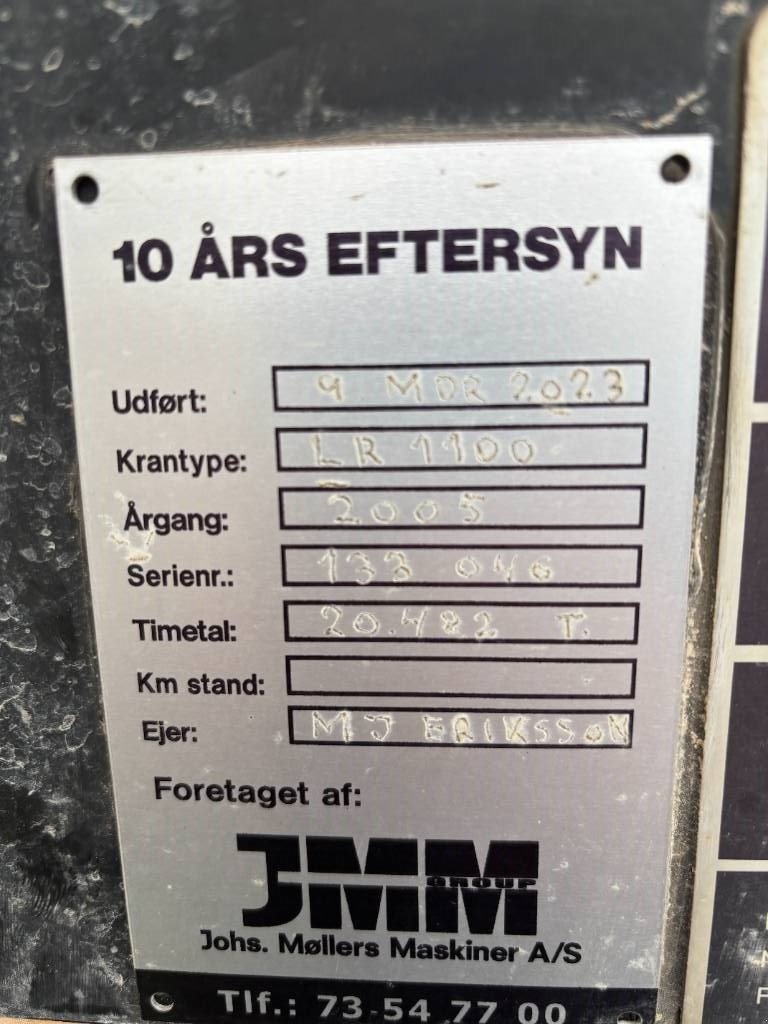 10 ÅRS EFTERSYN
Udført: 9 MDR 2023
Krantype: LR 1100
Årgang: 2005
Serienr.: 133 046
Timetal: 20.482 T.
Km stand:
Ejer: MJ ERIKSSON
Foretaget af:
JMM GROUP
Johs. Møllers Maskiner A/S
Tlf.: 73 54 77 00